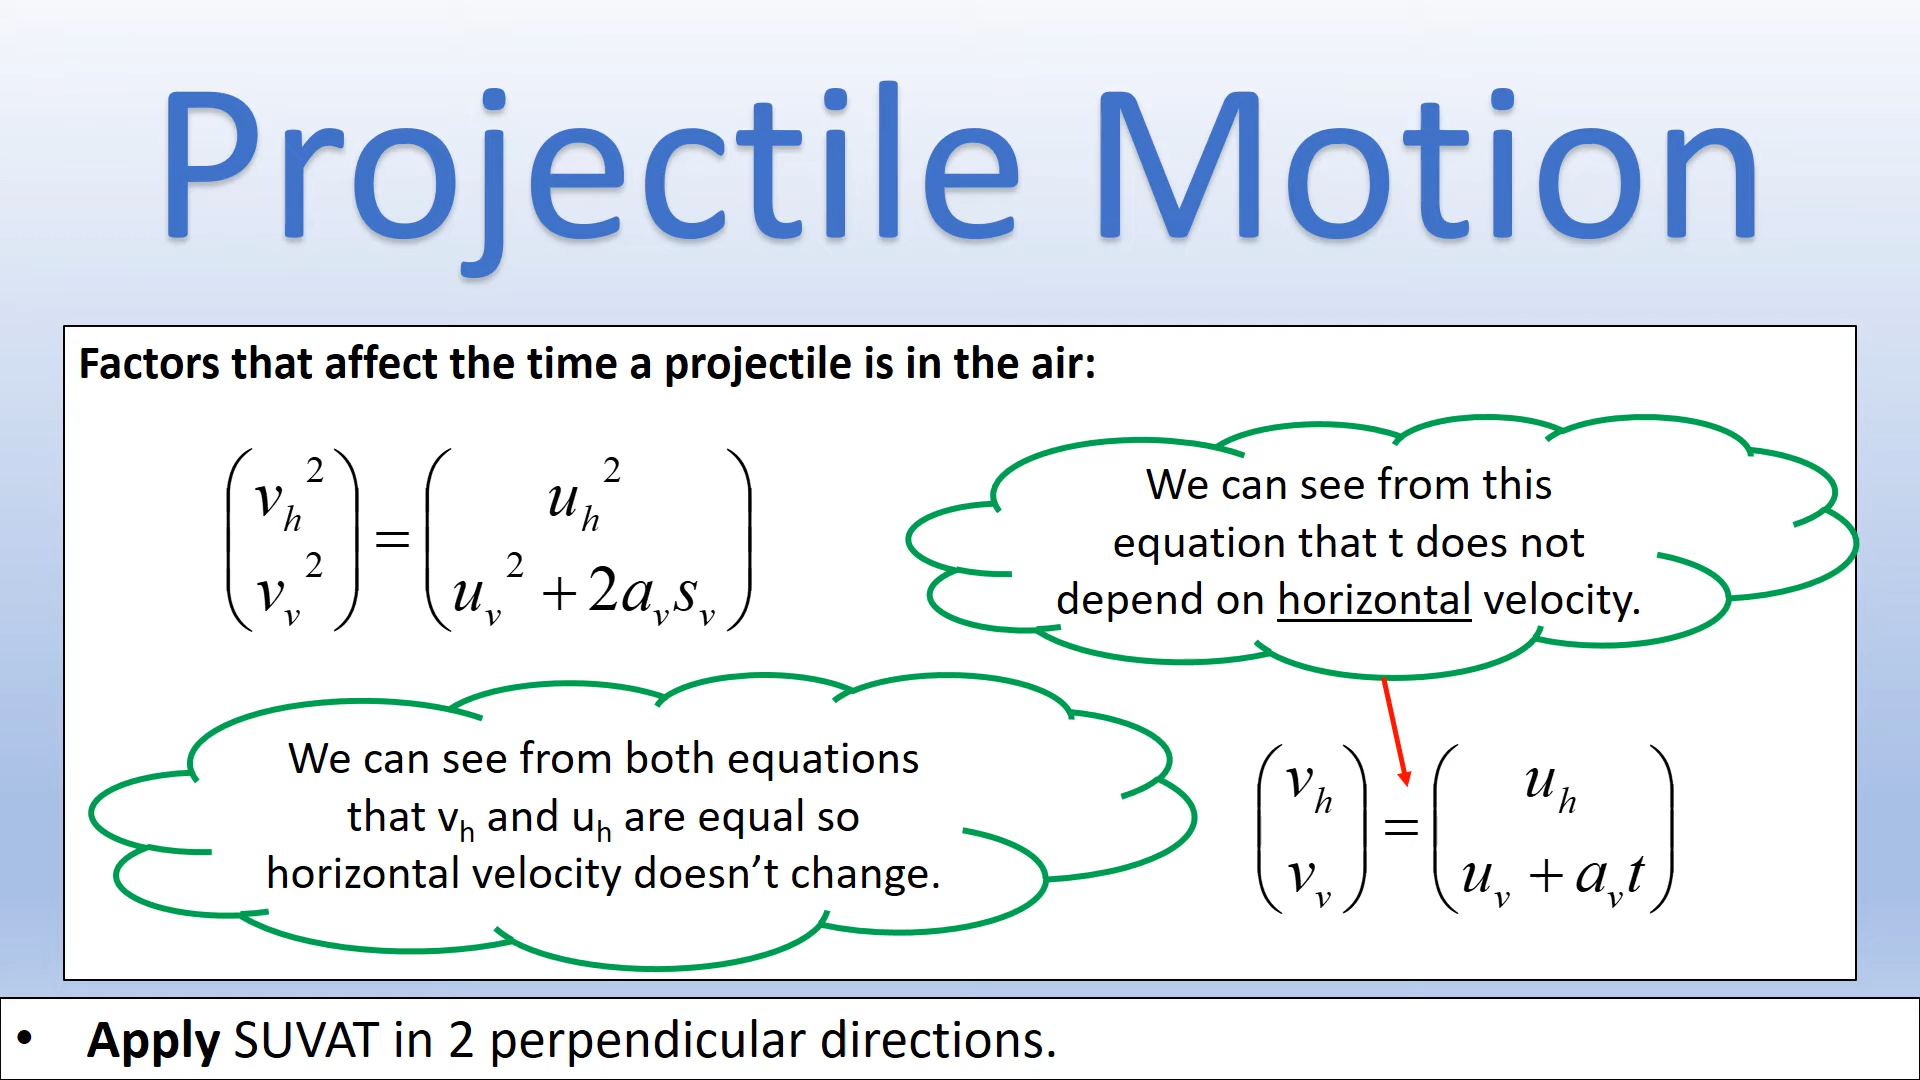 Projectile Motion
Factors that affect the time a projectile is in the air:
(v_h^2 / v_v^2) = (u_h^2 / u_v^2 + 2a_v s_v)
We can see from this
equation that t does not
depend on horizontal velocity.
We can see from both equations
that v_h and u_h are equal so
horizontal velocity doesn’t change.
(v_h / v_v) = (u_h / u_v + a_v t)
• Apply SUVAT in 2 perpendicular directions.